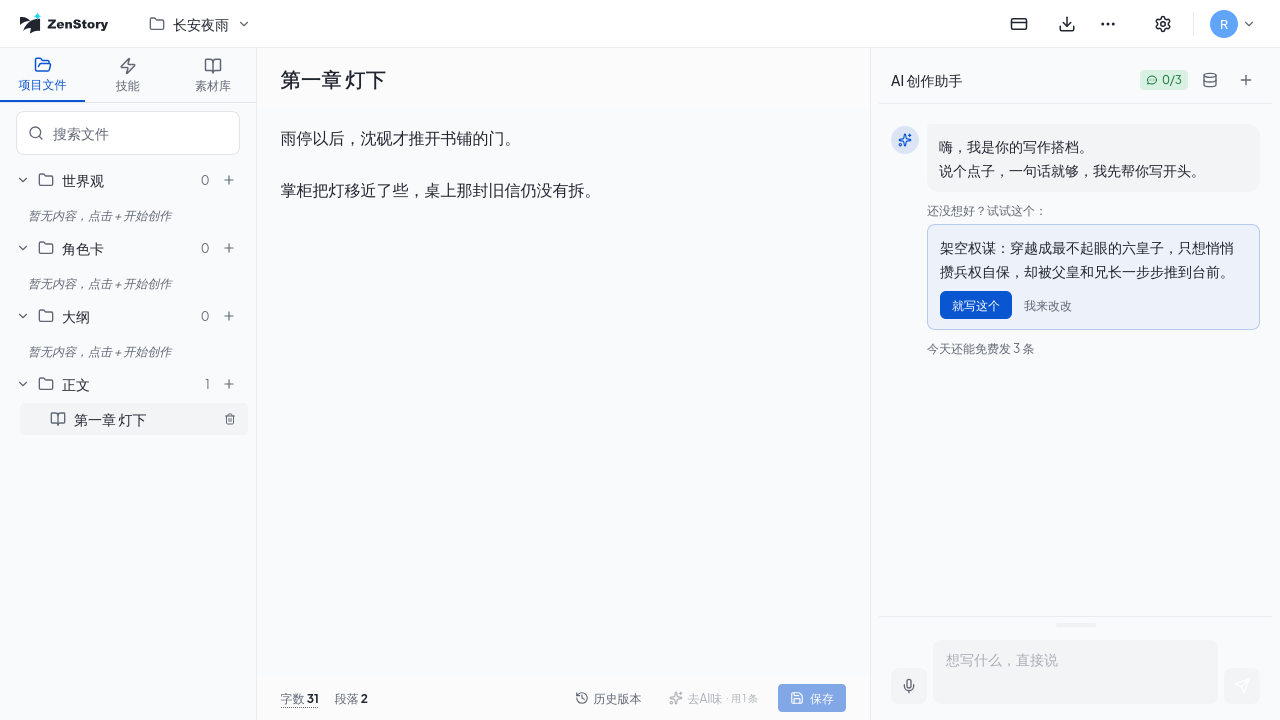 ZenStory
长安夜雨
R
项目文件
技能
素材库
搜索文件
世界观 0
暂无内容，点击 + 开始创作
角色卡 0
暂无内容，点击 + 开始创作
大纲 0
暂无内容，点击 + 开始创作
正文 1
第一章 灯下
第一章 灯下
雨停以后，沈砚才推开书铺的门。
掌柜把灯移近了些，桌上那封旧信仍没有拆。
字数 31 段落 2
历史版本
去AI味 · 用 1 条
保存
AI 创作助手
0/3
嗨，我是你的写作搭档。
说个点子，一句话就够，我先帮你写开头。
还没想好？试试这个：
架空权谋：穿越成最不起眼的六皇子，只想悄悄
攒兵权自保，却被父皇和兄长一步步推到台前。
就写这个
我来改改
今天还能免费发 3 条
想写什么，直接说